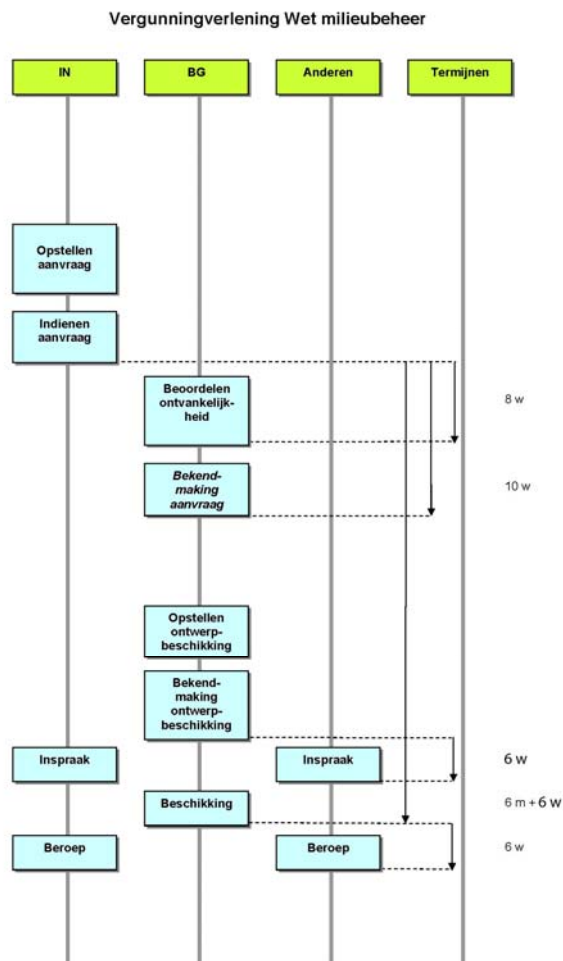 Vergunningverlening Wet milieubeheer
IN
BG
Anderen
Termijnen
Opstellen
aanvraag
Indienen
aanvraag
Beoordelen
ontvankelijk-
heid
8 w
Bekend-
making
aanvraag
10 w
Opstellen
ontwerp-
beschikking
Bekend-
making
ontwerp-
beschikking
Inspraak
Inspraak
6 w
Beschikking
6 m + 6 w
Beroep
Beroep
6 w